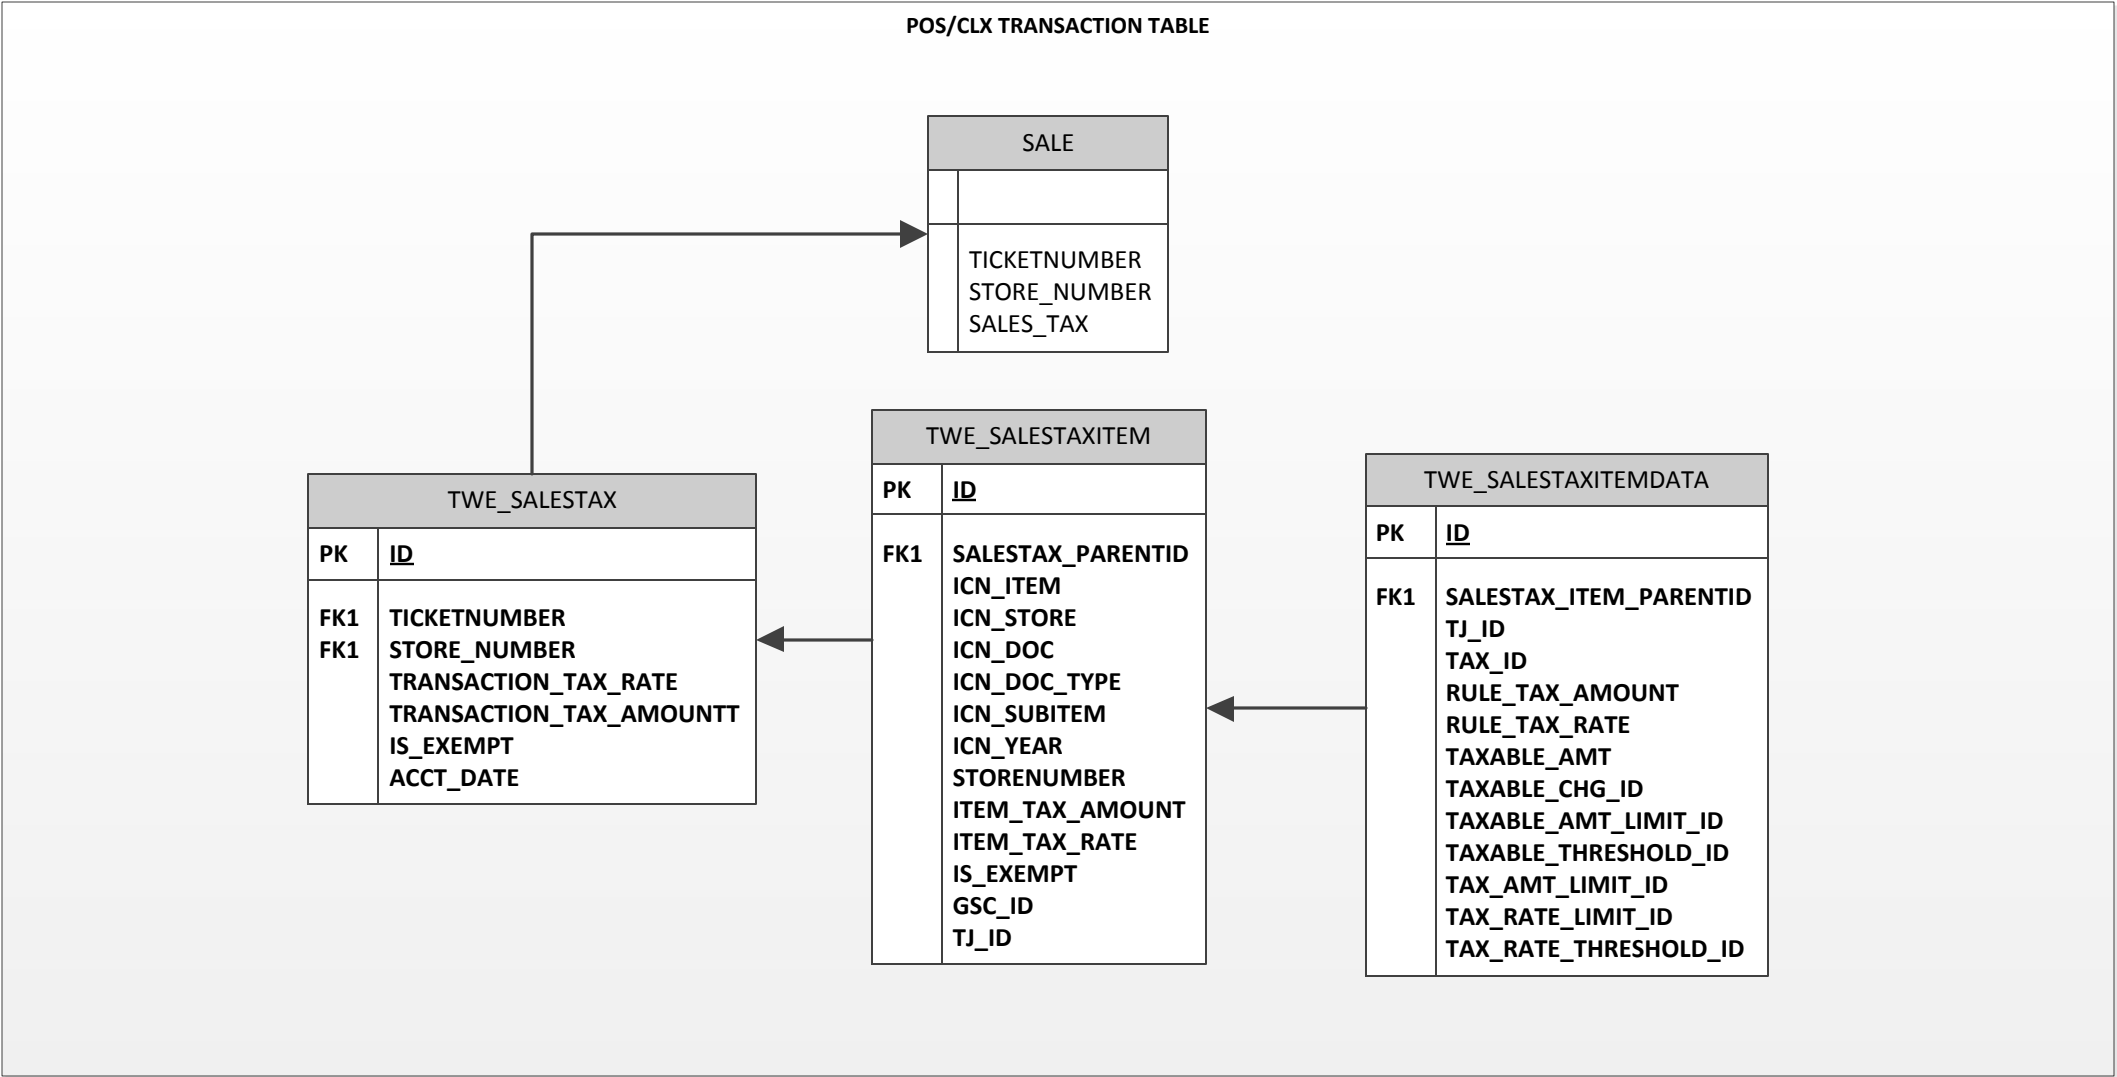 POS/CLX TRANSACTION TABLE
SALE
TICKETNUMBER
STORE_NUMBER
SALES_TAX
TWE_SALESTAX
PK ID
FK1 TICKETNUMBER
FK1 STORE_NUMBER
TRANSACTION_TAX_RATE
TRANSACTION_TAX_AMOUNTT
IS_EXEMPT
ACCT_DATE
TWE_SALESTAXITEM
PK ID
FK1 SALESTAX_PARENTID
ICN_ITEM
ICN_STORE
ICN_DOC
ICN_DOC_TYPE
ICN_SUBITEM
ICN_YEAR
STORENUMBER
ITEM_TAX_AMOUNT
ITEM_TAX_RATE
IS_EXEMPT
GSC_ID
TJ_ID
TWE_SALESTAXITEMDATA
PK ID
FK1 SALESTAX_ITEM_PARENTID
TJ_ID
TAX_ID
RULE_TAX_AMOUNT
RULE_TAX_RATE
TAXABLE_AMT
TAXABLE_CHG_ID
TAXABLE_AMT_LIMIT_ID
TAXABLE_THRESHOLD_ID
TAX_AMT_LIMIT_ID
TAX_RATE_LIMIT_ID
TAX_RATE_THRESHOLD_ID